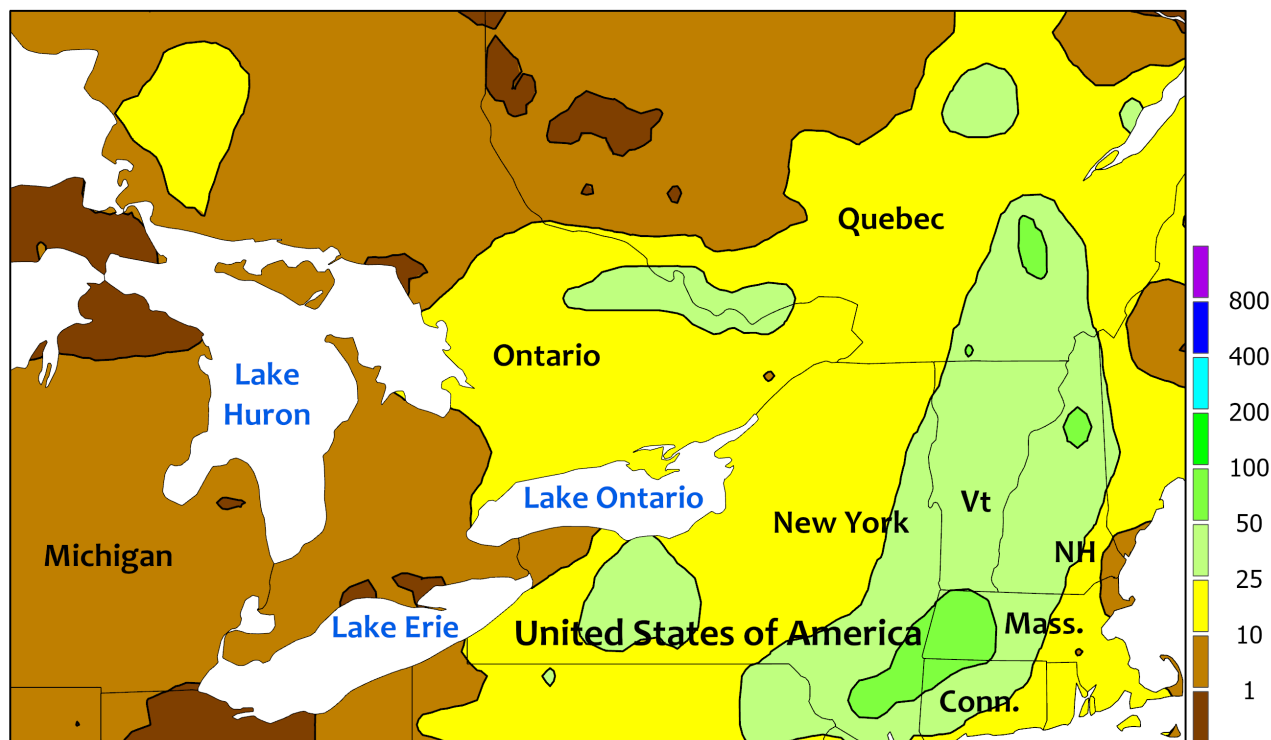 Quebec
800
Ontario
400
Lake
Huron
200
100
Lake Ontario
Vt
New York
50
Michigan
NH
25
Lake Erie
United States of America
Mass.
10
Conn.
1